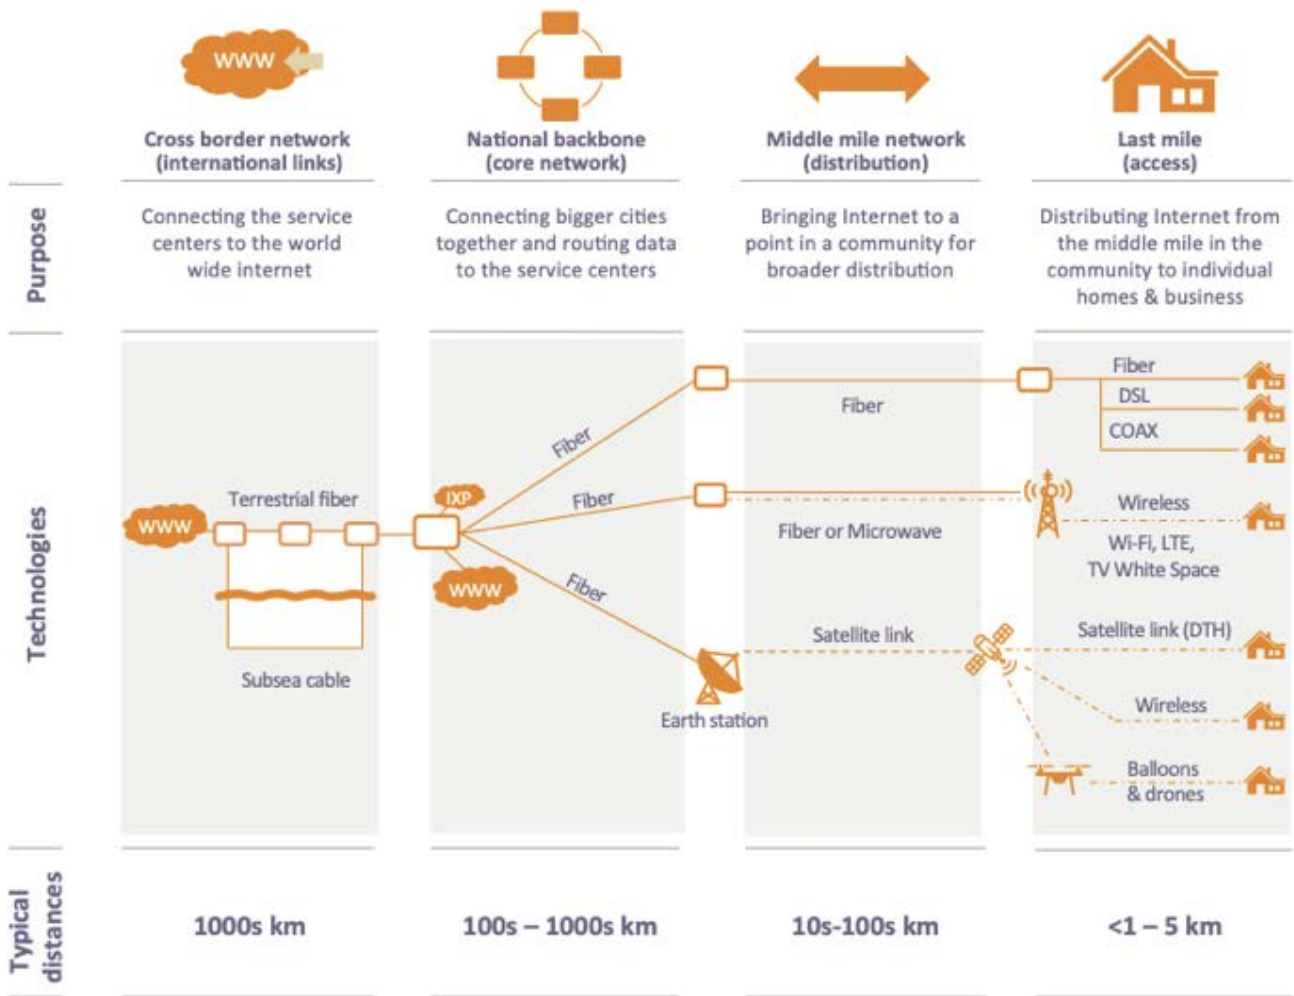 WWW
Cross border network
(international links)
National backbone
(core network)
Middle mile network
(distribution)
Last mile
(access)
Purpose
Connecting the service
centers to the world
wide internet
Connecting bigger cities
together and routing data
to the service centers
Bringing Internet to a
point in a community for
broader distribution
Distributing Internet from
the middle mile in the
community to individual
homes & business
Technologies
WWW
Terrestrial fiber
Subsea cable
IXP
WWW
Fiber
Fiber
Fiber
Earth station
Fiber
Fiber or Microwave
Satellite link
Fiber
DSL
COAX
Wireless
Wi-Fi, LTE,
TV White Space
Satellite link (DTH)
Wireless
Balloons
& drones
Typical
distances
1000s km
100s – 1000s km
10s-100s km
<1 – 5 km